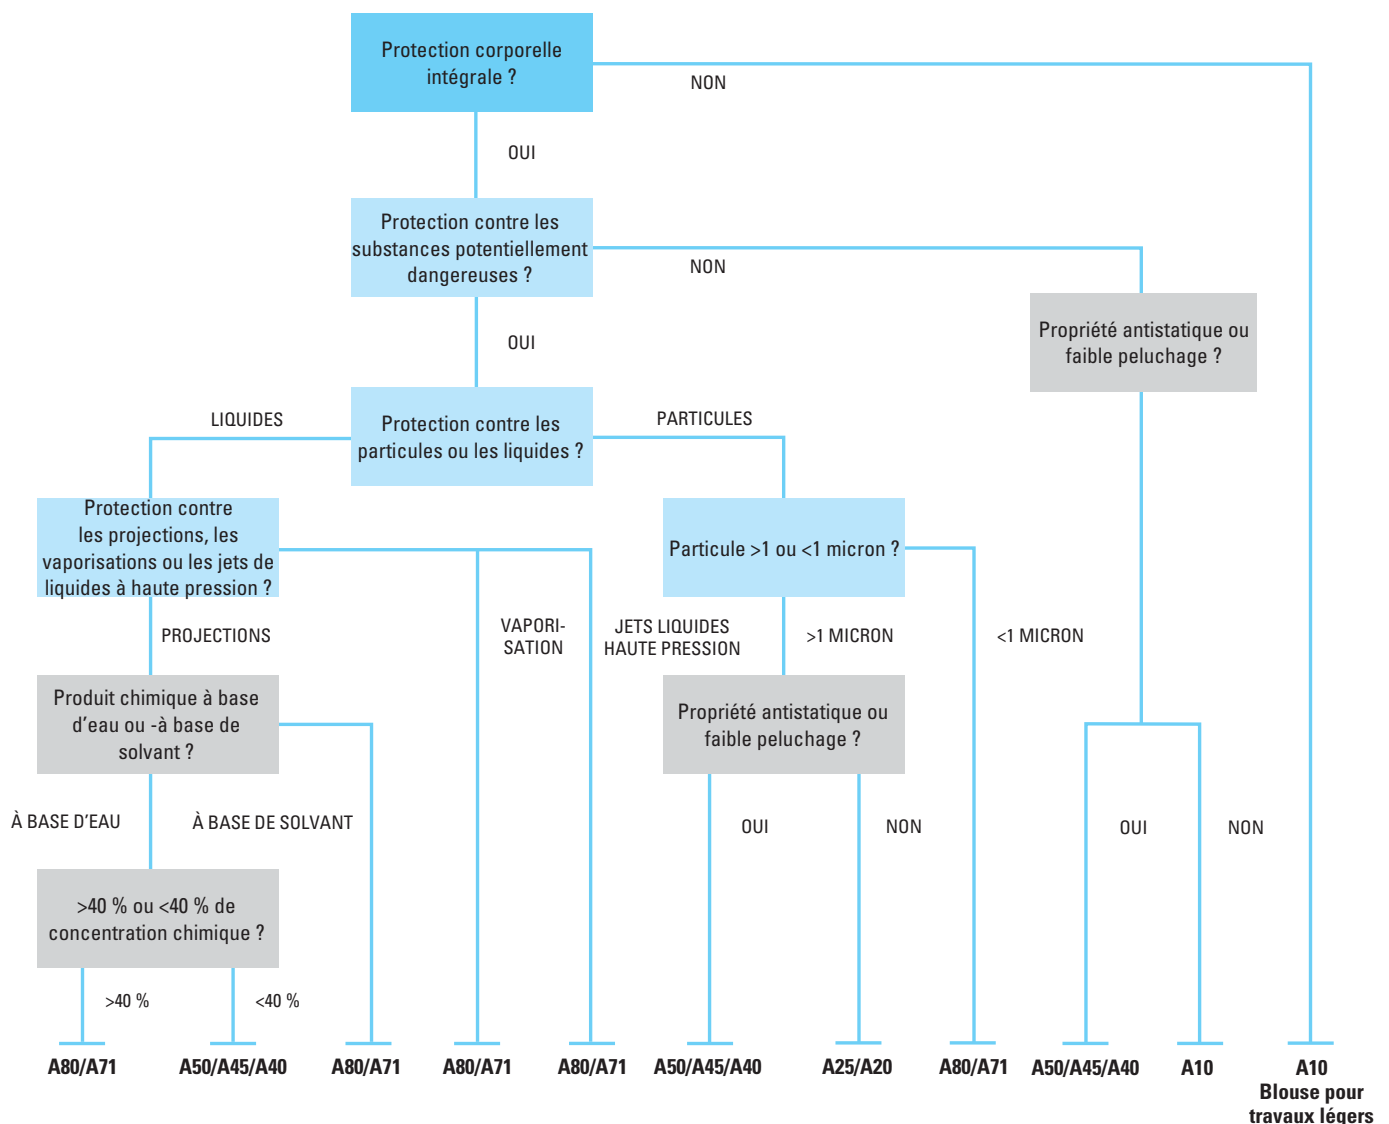 Protection corporelle
intégrale ?
NON
OUI
Protection contre les
substances potentiellement
dangereuses ?
NON
OUI
Propriété antistatique ou
faible peluchage ?
LIQUIDES
Protection contre les
particules ou les liquides ?
PARTICULES
Protection contre
les projections, les
vaporisations ou les jets de
liquides à haute pression ?
Particule >1 ou <1 micron ?
PROJECTIONS
VAPORI-
SATION
JETS LIQUIDES
HAUTE PRESSION
>1 MICRON
<1 MICRON
Produit chimique à base
d'eau ou -à base de
solvant ?
Propriété antistatique ou
faible peluchage ?
À BASE D'EAU
À BASE DE SOLVANT
OUI
NON
OUI
NON
>40 % ou <40 % de
concentration chimique ?
>40 %
<40 %
A80/A71
A50/A45/A40
A80/A71
A80/A71
A80/A71
A50/A45/A40
A25/A20
A80/A71
A50/A45/A40
A10
A10
Blouse pour
travaux légers